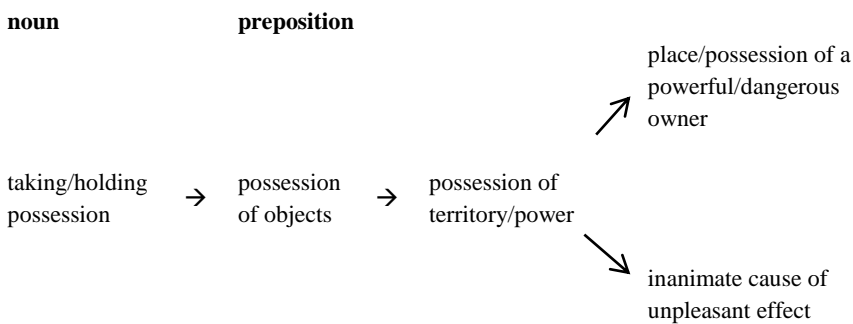 noun preposition
place/possession of a
powerful/dangerous
owner
taking/holding → possession → possession of
possession of objects territory/power
inanimate cause of
unpleasant effect